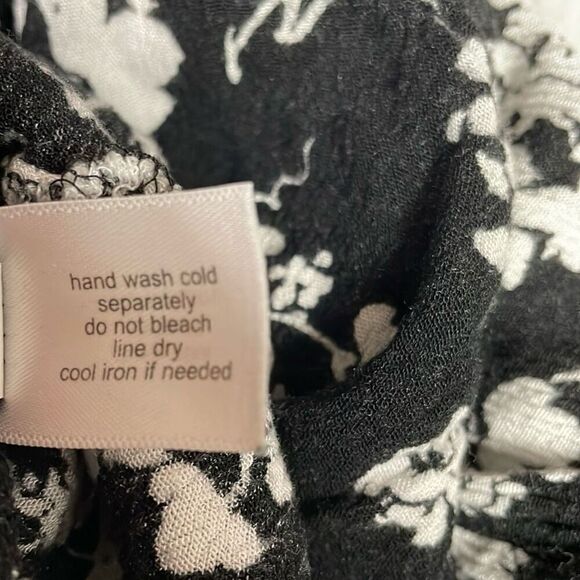 hand wash cold
separately
do not bleach
line dry
cool iron if needed